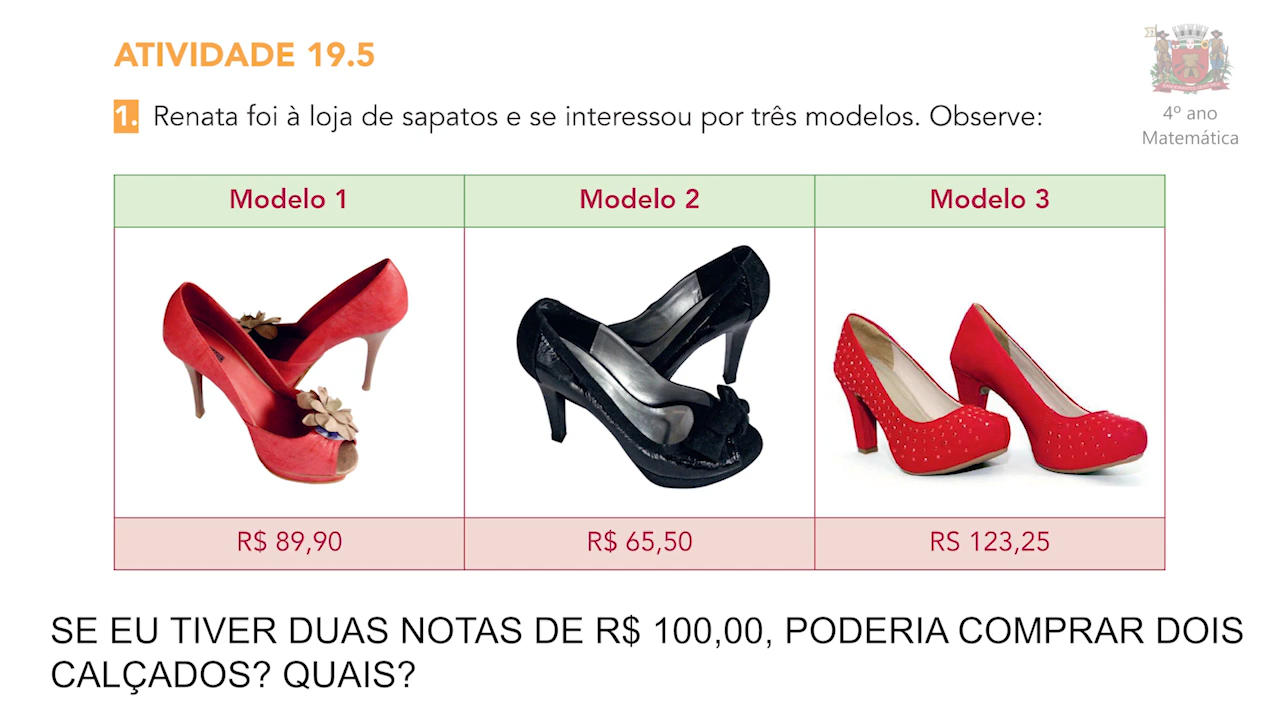 ATIVIDADE 19.5
1. Renata foi à loja de sapatos e se interessou por três modelos. Observe:
4º ano
Matemática
Modelo 1 Modelo 2 Modelo 3
R$ 89,90 R$ 65,50 RS 123,25
SE EU TIVER DUAS NOTAS DE R$ 100,00, PODERIA COMPRAR DOIS
CALÇADOS? QUAIS?